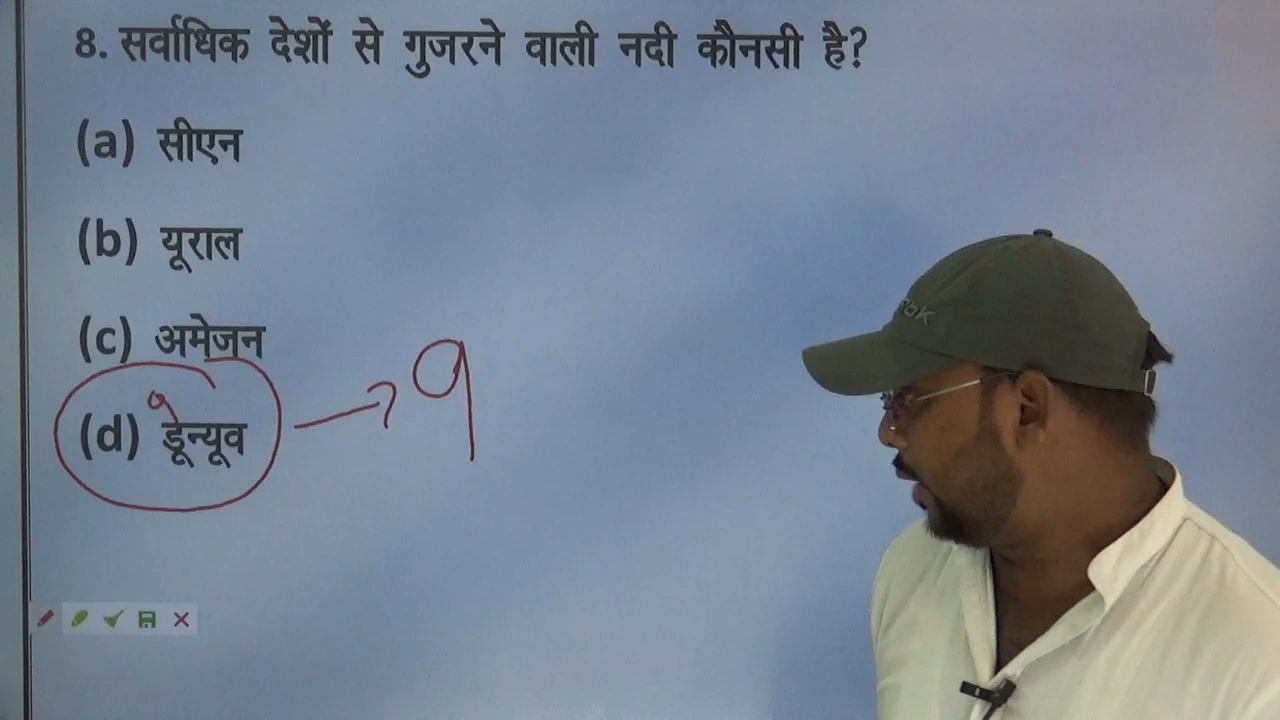 8. सर्वाधिक देशों से गुजरने वाली नदी कौनसी है?
(a) सीएन
(b) यूराल
(c) अमेजन
(d) डून्यूव
9